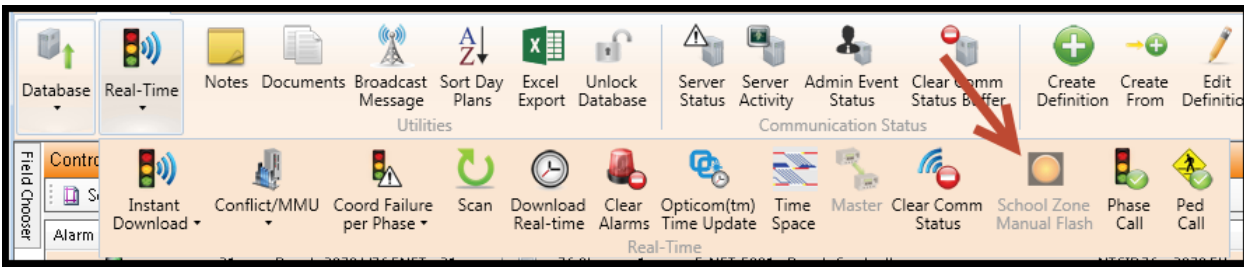 Database Real-Time Notes Documents Broadcast Sort Day Excel Unlock Server Server Admin Event Clear Comm Create Create Edit
Message Plans Export Database Status Activity Status Status Buffer Definition From Definitio
Utilities Communication Status
Field Chooser
Contro
Instant Conflict/MMU Coord Failure Scan Download Clear Opticom(tm) Time Master Clear Comm School Zone Phase Ped
Download per Phase Real-time Alarms Time Update Space Status Manual Flash Call Call
Alarm Real-Time